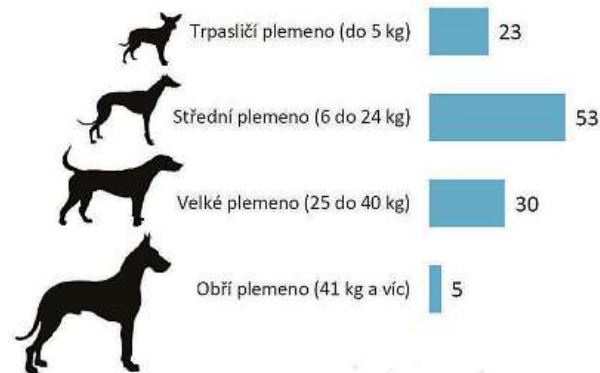 Trpasličí plemeno (do 5 kg) 23
Střední plemeno (6 do 24 kg) 53
Velké plemeno (25 do 40 kg) 30
Obří plemeno (41 kg a víc) 5